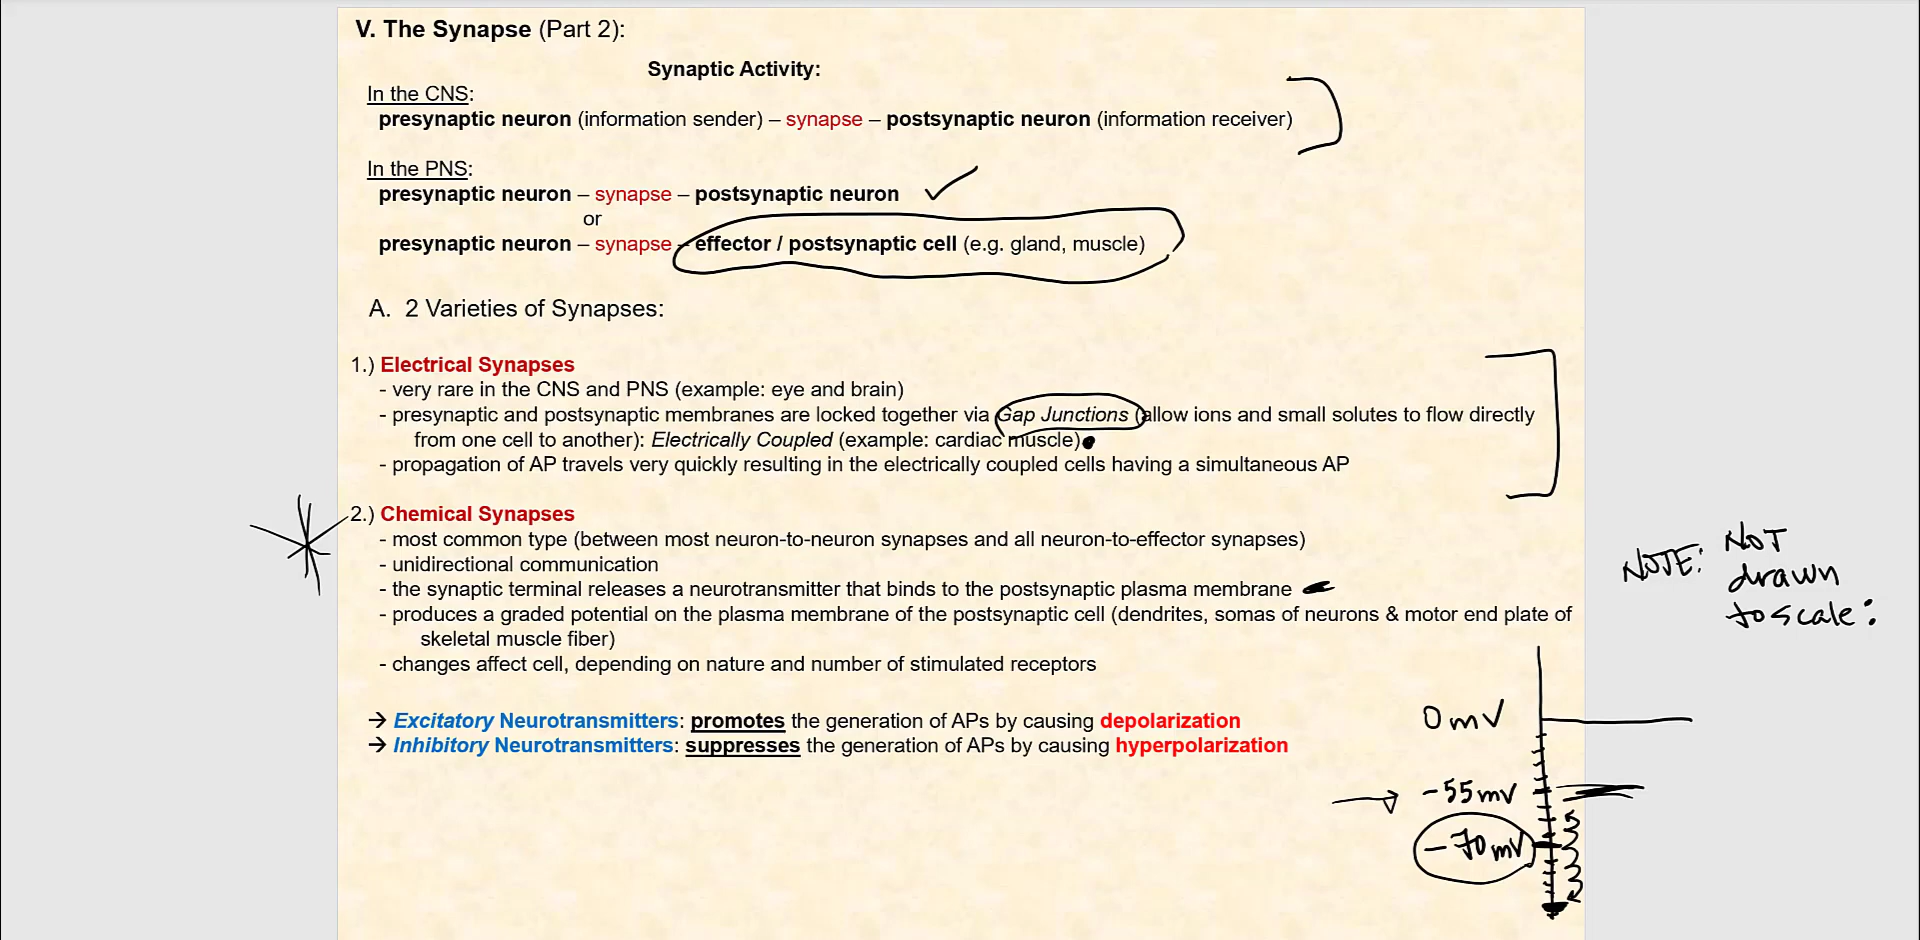 V. The Synapse (Part 2):
Synaptic Activity:
In the CNS:
presynaptic neuron (information sender) – synapse – postsynaptic neuron (information receiver)
In the PNS:
presynaptic neuron – synapse – postsynaptic neuron
or
presynaptic neuron – synapse – effector / postsynaptic cell (e.g. gland, muscle)
A. 2 Varieties of Synapses:
1.) Electrical Synapses
- very rare in the CNS and PNS (example: eye and brain)
- presynaptic and postsynaptic membranes are locked together via Gap Junctions (allow ions and small solutes to flow directly
from one cell to another): Electrically Coupled (example: cardiac muscle)
- propagation of AP travels very quickly resulting in the electrically coupled cells having a simultaneous AP
2.) Chemical Synapses
- most common type (between most neuron-to-neuron synapses and all neuron-to-effector synapses)
- unidirectional communication
- the synaptic terminal releases a neurotransmitter that binds to the postsynaptic plasma membrane
- produces a graded potential on the plasma membrane of the postsynaptic cell (dendrites, somas of neurons & motor end plate of
skeletal muscle fiber)
- changes affect cell, depending on nature and number of stimulated receptors
→ Excitatory Neurotransmitters: promotes the generation of APs by causing depolarization
→ Inhibitory Neurotransmitters: suppresses the generation of APs by causing hyperpolarization
NOTE: NOT
drawn
to scale:
0mV
-55mV
-70mV